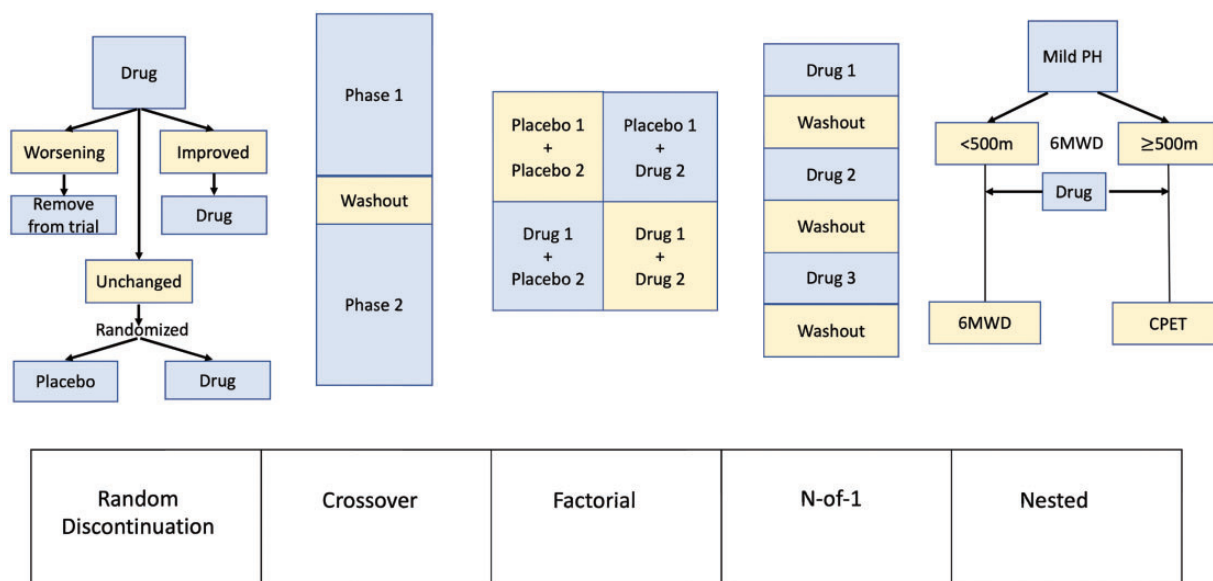 Drug
Worsening
Improved
Remove
from trial
Drug
Unchanged
Randomized
Placebo
Drug
Phase 1
Washout
Phase 2
Placebo 1
+
Placebo 2
Placebo 1
+
Drug 2
Drug 1
+
Placebo 2
Drug 1
+
Drug 2
Drug 1
Washout
Drug 2
Washout
Drug 3
Washout
Mild PH
<500m
6MWD
≥500m
Drug
6MWD
CPET
Random
Discontinuation
Crossover
Factorial
N-of-1
Nested